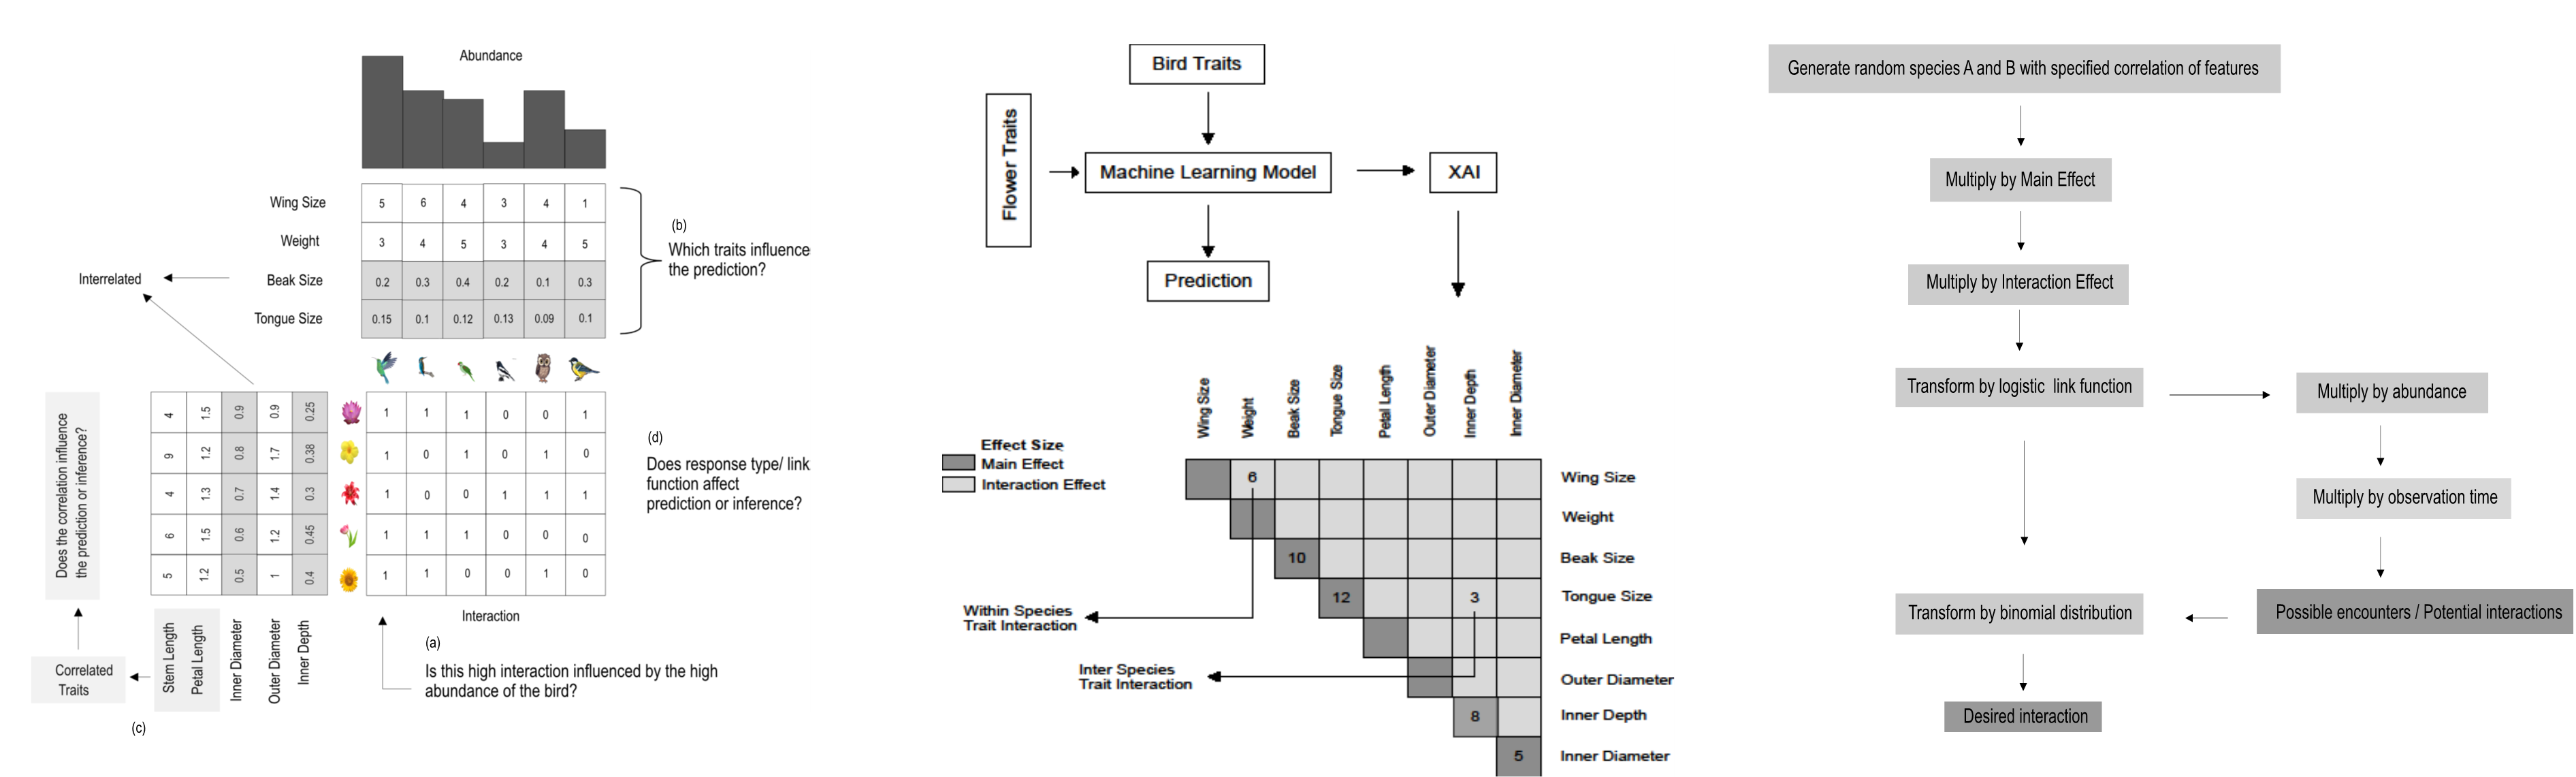 Abundance
Wing Size 5 6 4 3 4 1
Weight 3 4 5 3 4 5
Beak Size 0.2 0.3 0.4 0.2 0.1 0.3
Tongue Size 0.15 0.1 0.12 0.13 0.09 0.1
(b)
Which traits influence
the prediction?
Interrelated
Does the correlation influence
the prediction or inference?
4 1.5 0.9 0.9 0.25 1 1 1 0 0 1
9 1.2 0.8 1.7 0.38 1 0 1 0 1 0
4 1.3 0.7 1.4 0.3 1 0 0 1 1 1
6 1.5 0.6 1.2 0.45 1 1 1 0 0 0
5 1.2 0.5 1 0.4 1 1 0 0 1 0
(d)
Does response type/ link
function affect
prediction or inference?
Stem Length
Petal Length
Inner Diameter
Outer Diameter
Inner Depth
Interaction
Correlated
Traits
(c)
(a)
Is this high interaction influenced by the high
abundance of the bird?
Bird Traits
Flower Traits
Machine Learning Model
XAI
Prediction
Wing Size
Weight
Beak Size
Tongue Size
Petal Length
Outer Diameter
Inner Depth
Inner Diameter
Effect Size
Main Effect
Interaction Effect
6 Wing Size
Weight
10 Beak Size
12 3 Tongue Size
Petal Length
Outer Diameter
8 Inner Depth
5 Inner Diameter
Within Species
Trait Interaction
Inter Species
Trait Interaction
Generate random species A and B with specified correlation of features
Multiply by Main Effect
Multiply by Interaction Effect
Transform by logistic link function
Multiply by abundance
Multiply by observation time
Possible encounters / Potential interactions
Transform by binomial distribution
Desired interaction